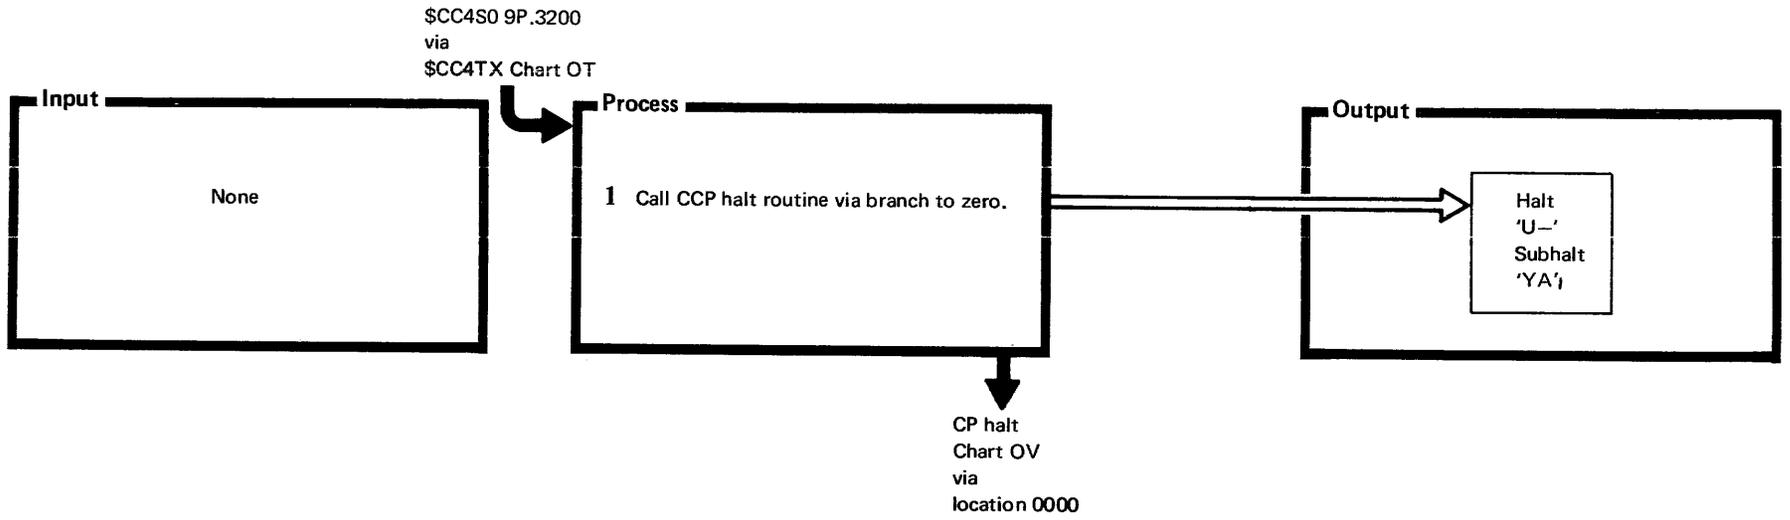 $CC4S0 9P.3200
via
$CC4TX Chart OT
Input
None
Process
1 Call CCP halt routine via branch to zero.
Output
Halt
‘U—’
Subhalt
‘YA’
CP halt
Chart OV
via
location 0000